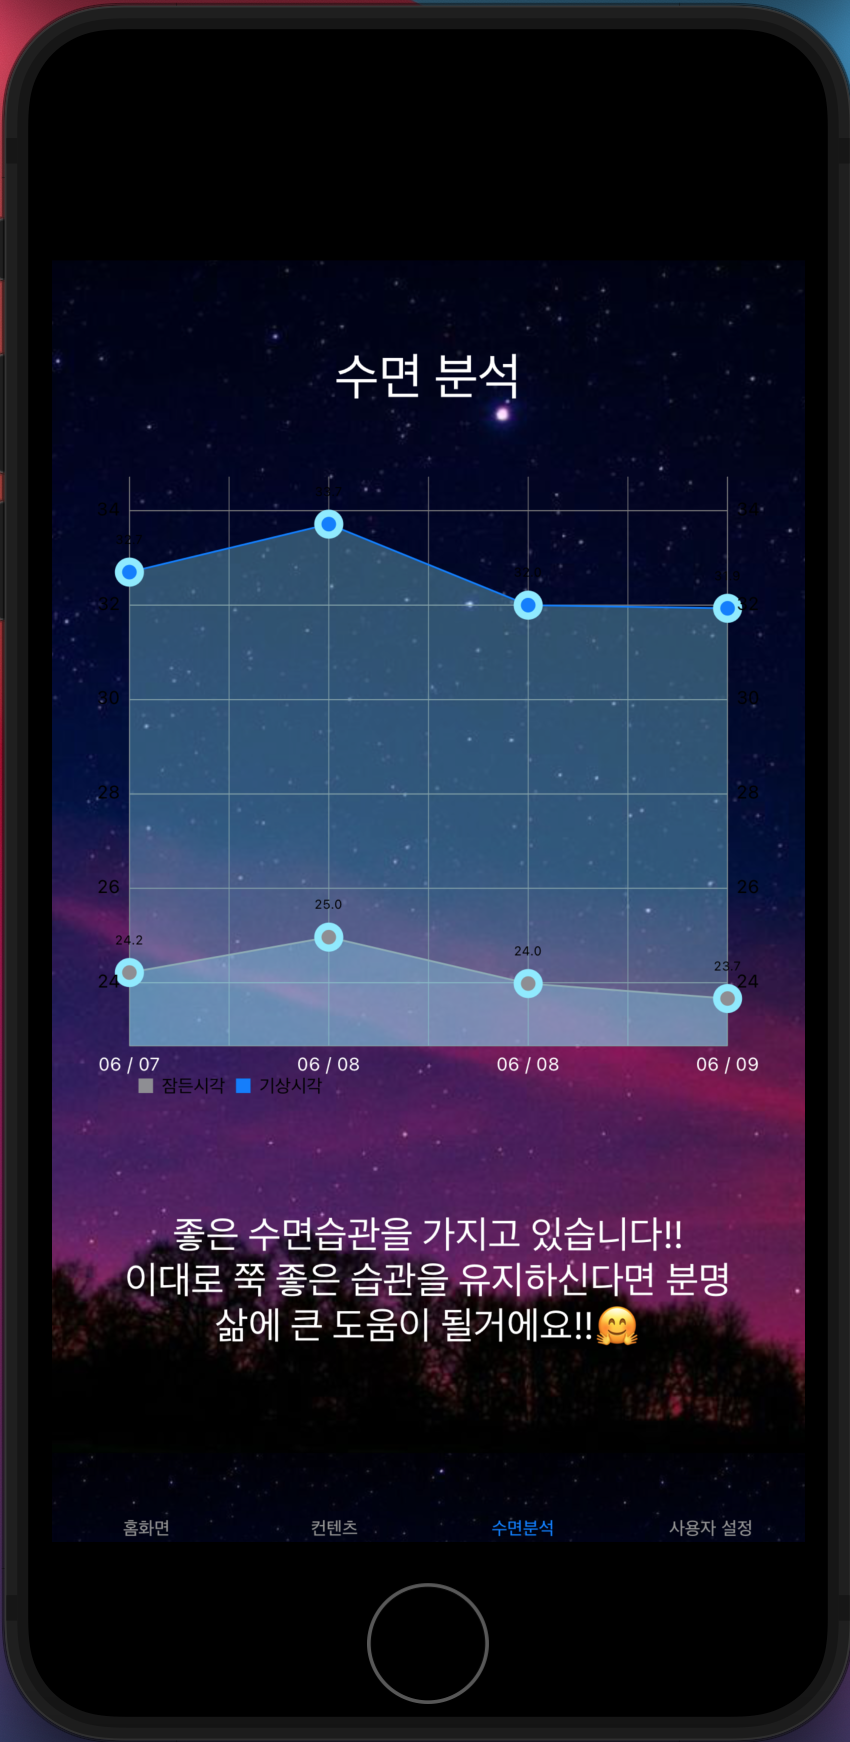 수면 분석
34 34
32 32
30 30
28 28
26 26
25.0
24.2
24.0
23.7
24 24
06 / 07 06 / 08 06 / 08 06 / 09
잠든시각 기상시각
좋은 수면습관을 가지고 있습니다!!
이대로 쭉 좋은 습관을 유지하신다면 분명
삶에 큰 도움이 될거에요!!🤗
홈화면 컨텐츠 수면분석 사용자 설정